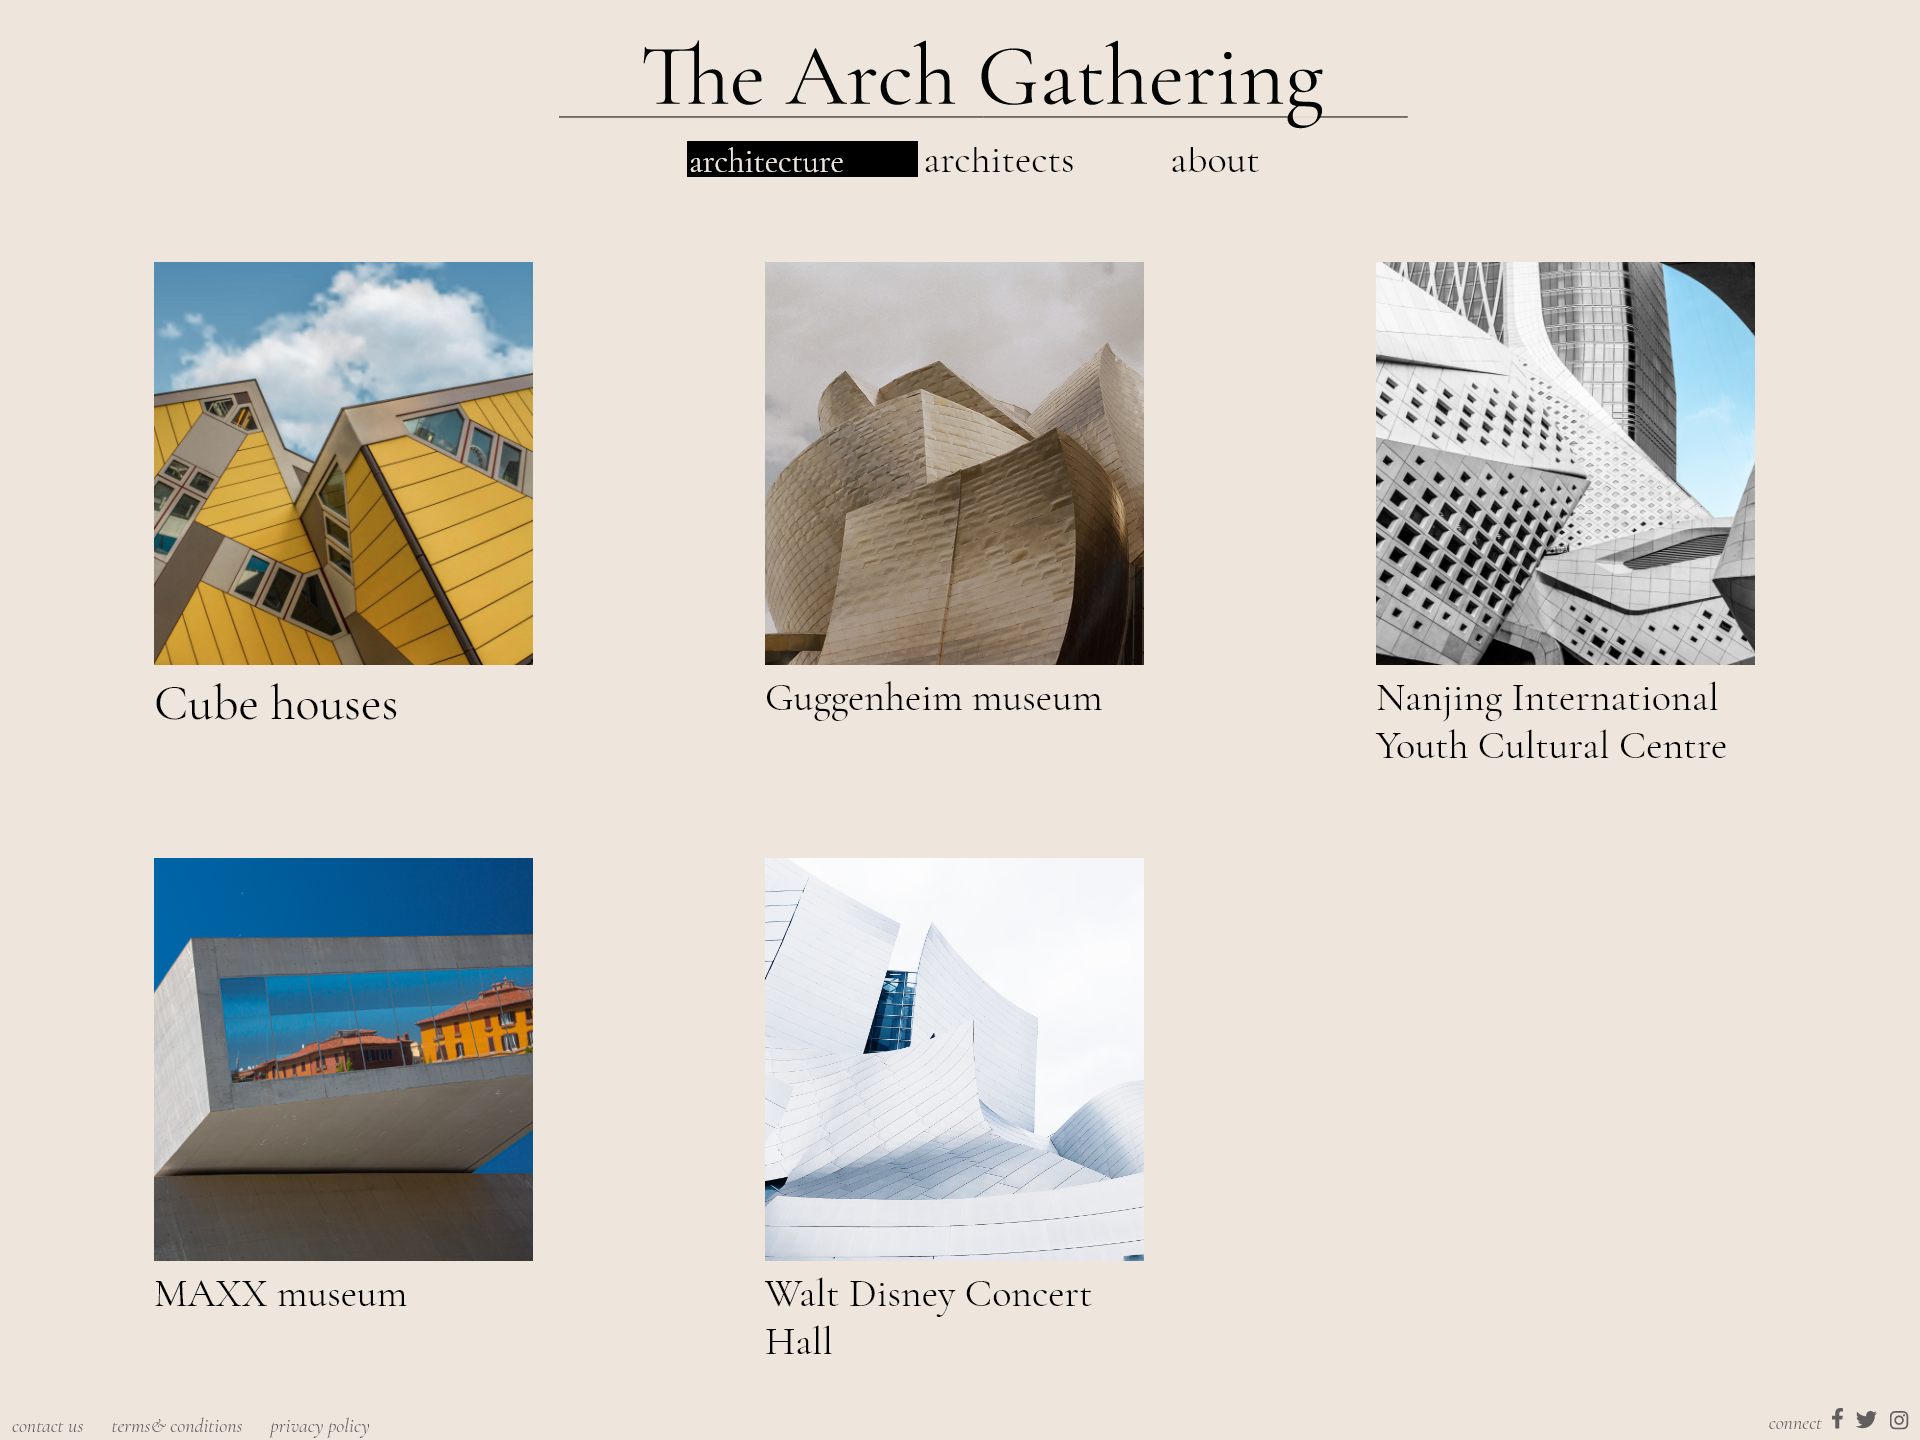 The Arch Gathering
architecture architects about
Cube houses
Guggenheim museum
Nanjing International
Youth Cultural Centre
MAXX museum
Walt Disney Concert
Hall
contact us terms& conditions privacy policy
connect